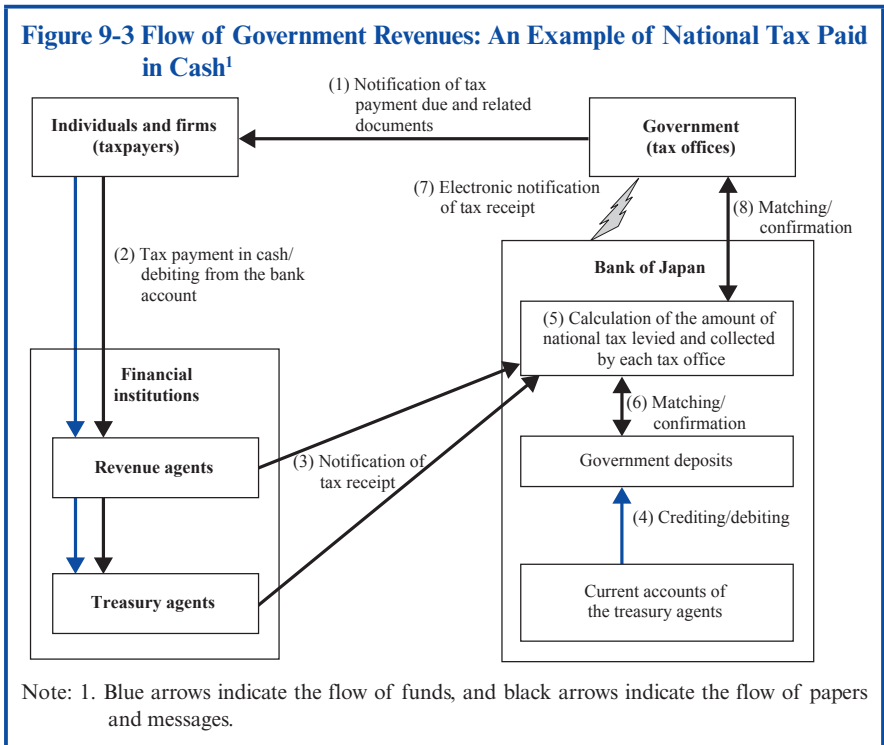 Figure 9-3 Flow of Government Revenues: An Example of National Tax Paid
in Cash1
(1) Notification of tax
payment due and related
documents
Individuals and firms
(taxpayers)
Government
(tax offices)
(7) Electronic notification
of tax receipt
(8) Matching/
confirmation
(2) Tax payment in cash/
debiting from the bank
account
Bank of Japan
(5) Calculation of the amount of
national tax levied and collected
by each tax office
Financial
institutions
(6) Matching/
confirmation
Revenue agents
(3) Notification of
tax receipt
Government deposits
(4) Crediting/debiting
Treasury agents
Current accounts of
the treasury agents
Note: 1. Blue arrows indicate the flow of funds, and black arrows indicate the flow of papers
and messages.